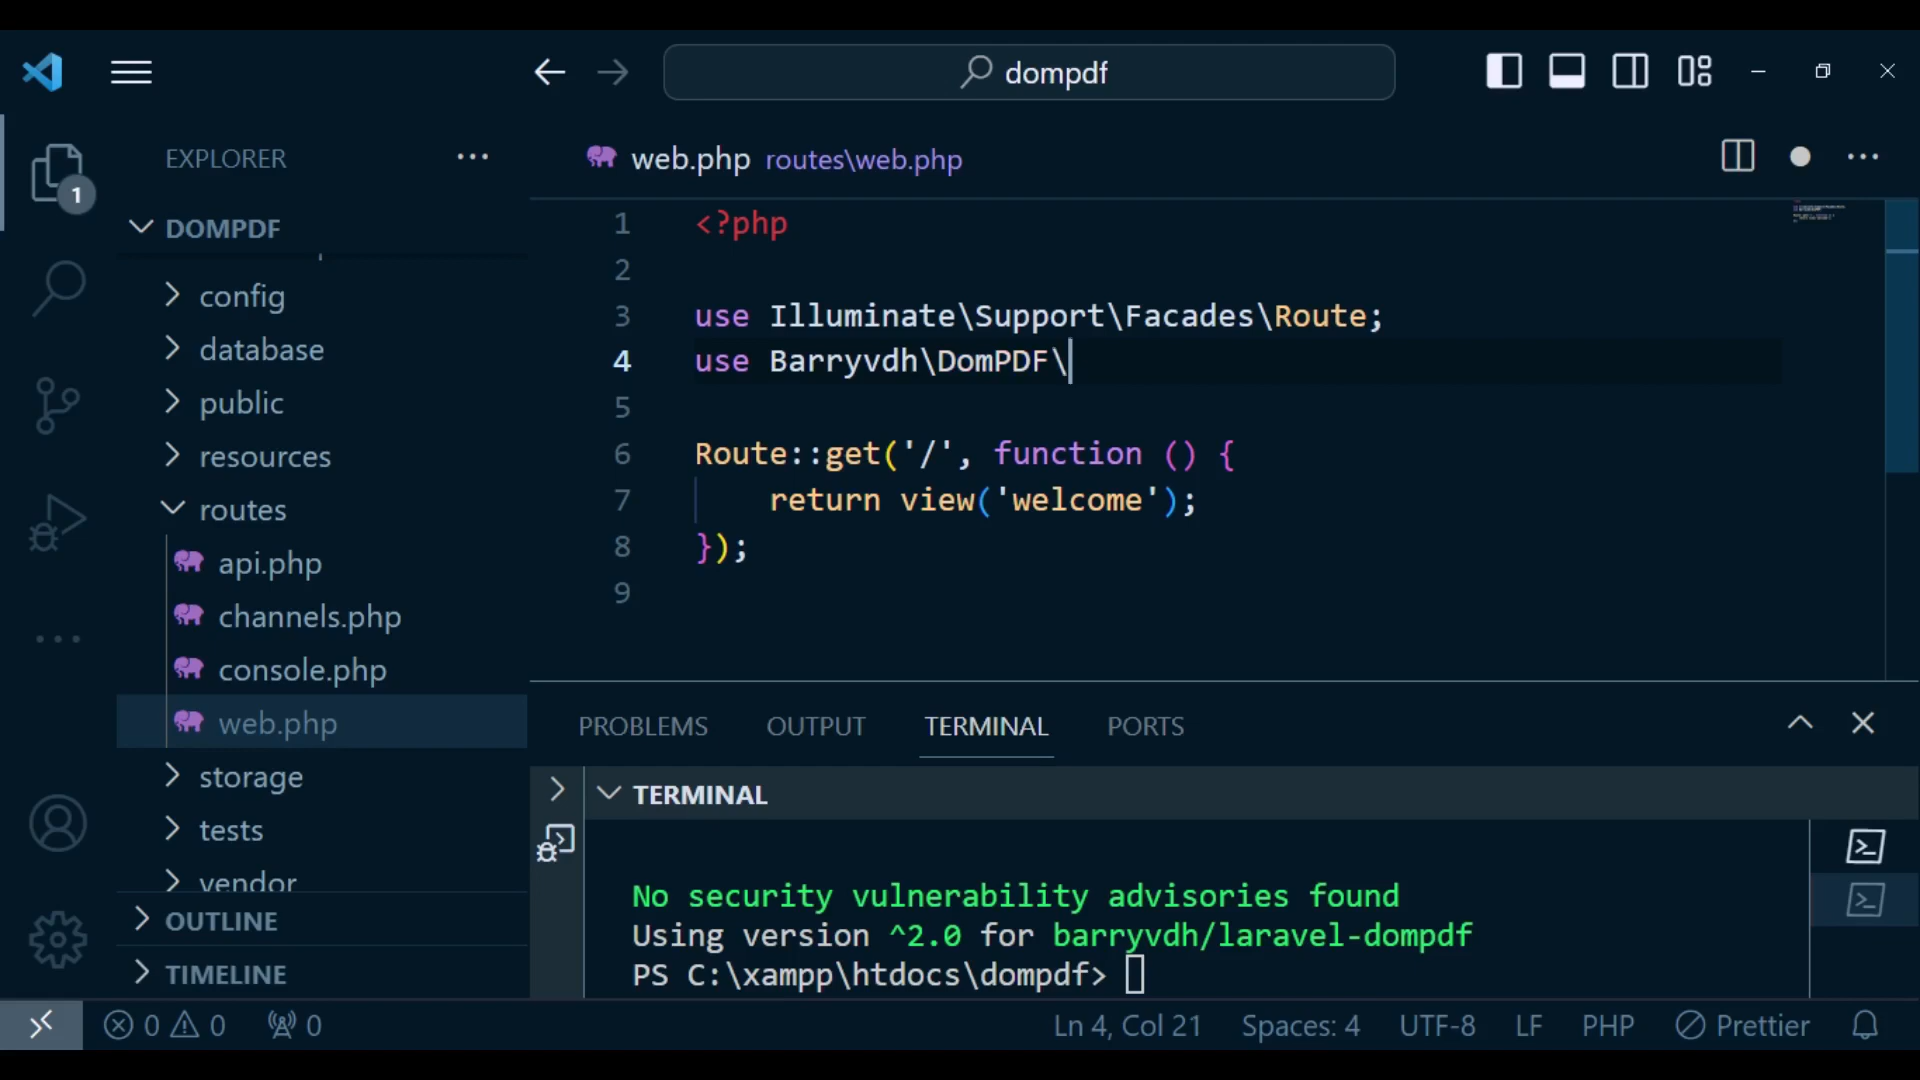 dompdf
EXPLORER
1
DOMPDF
config
database
public
resources
routes
api.php
channels.php
console.php
web.php
storage
tests
vendor
OUTLINE
TIMELINE
web.php routes\web.php
1 <?php
2
3 use Illuminate\Support\Facades\Route;
4 use Barryvdh\DomPDF\
5
6 Route::get('/', function () {
7 return view('welcome');
8 });
9
PROBLEMS OUTPUT TERMINAL PORTS
TERMINAL
No security vulnerability advisories found
Using version ^2.0 for barryvdh/laravel-dompdf
PS C:\xampp\htdocs\dompdf>
0 0 0 Ln 4, Col 21 Spaces: 4 UTF-8 LF PHP Prettier